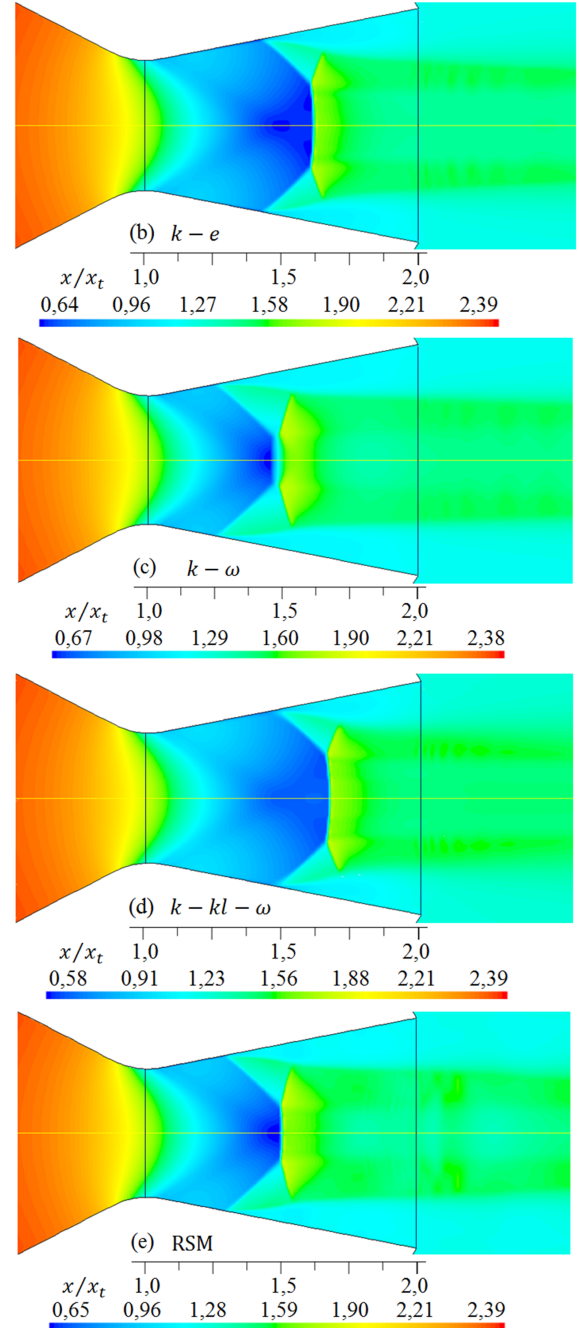 (b) k − e
x/xt 1,0 1,5 2,0
0,64 0,96 1,27 1,58 1,90 2,21 2,39
(c) k − ω
x/xt 1,0 1,5 2,0
0,67 0,98 1,29 1,60 1,90 2,21 2,38
(d) k − kl − ω
x/xt 1,0 1,5 2,0
0,58 0,91 1,23 1,56 1,88 2,21 2,39
(e) RSM
x/xt 1,0 1,5 2,0
0,65 0,96 1,28 1,59 1,90 2,21 2,39